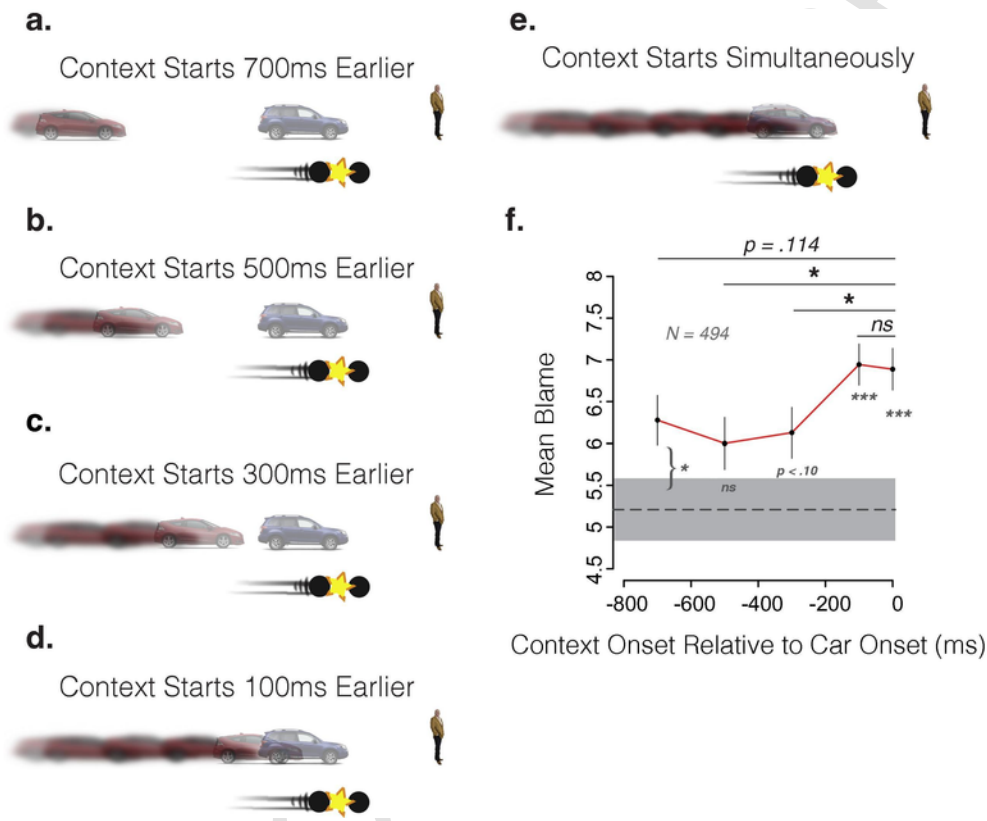 a.
Context Starts 700ms Earlier
b.
Context Starts 500ms Earlier
c.
Context Starts 300ms Earlier
d.
Context Starts 100ms Earlier
e.
Context Starts Simultaneously
f.
p = .114
*
*
ns
N = 494
***
***
*
p < .10
ns
Mean Blame
8
7.5
7
6.5
6
5.5
5
4.5
-800 -600 -400 -200 0
Context Onset Relative to Car Onset (ms)